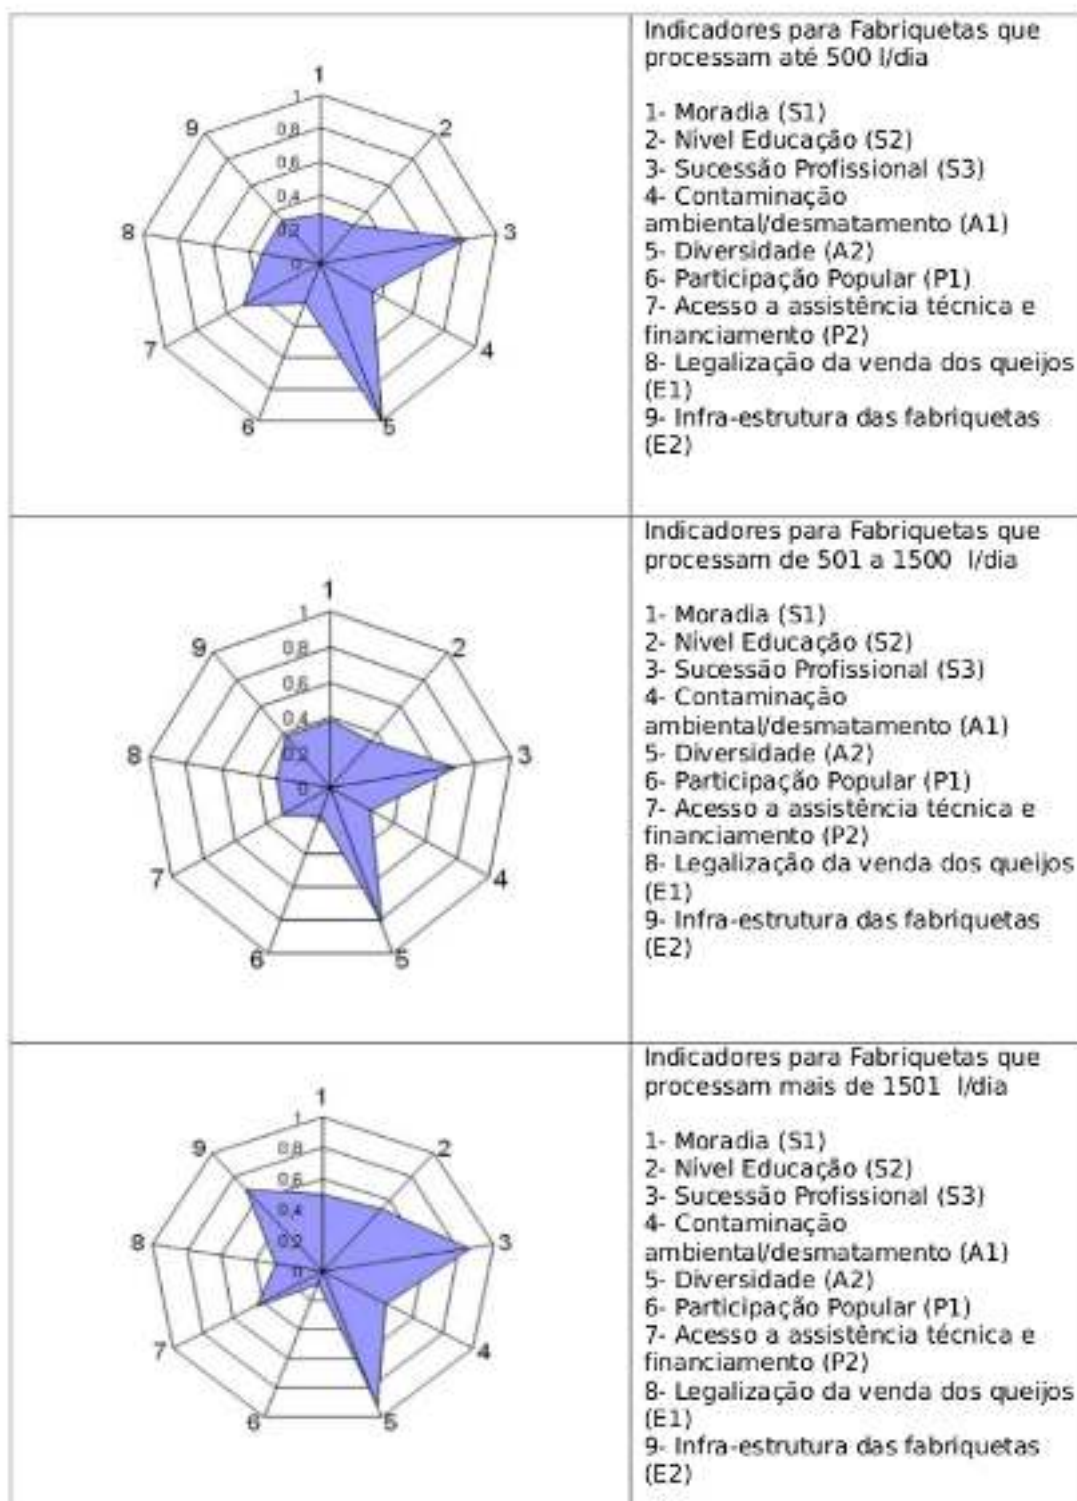 1
1
2
9
0,8
0,6
0,4
8
0,2
3
0
7
4
6
5
Indicadores para Fabriquetas que
processam até 500 l/dia
1- Moradia (S1)
2- Nivel Educação (S2)
3- Sucessão Profissional (S3)
4- Contaminação
ambiental/desmatamento (A1)
5- Diversidade (A2)
6- Participação Popular (P1)
7- Acesso a assistência técnica e
financiamento (P2)
8- Legalização da venda dos queijos
(E1)
9- Infra-estrutura das fabriquetas
(E2)
1
1
9
2
0,8
0,6
0,4
8
3
0,2
0
7
4
6
5
Indicadores para Fabriquetas que
processam de 501 a 1500 l/dia
1- Moradia (S1)
2- Nivel Educação (S2)
3- Sucessão Profissional (S3)
4- Contaminação
ambiental/desmatamento (A1)
5- Diversidade (A2)
6- Participação Popular (P1)
7- Acesso a assistência técnica e
financiamento (P2)
8- Legalização da venda dos queijos
(E1)
9- Infra-estrutura das fabriquetas
(E2)
1
1
9
2
0,8
0,6
0,4
8
3
0,2
0
7
4
6
5
Indicadores para Fabriquetas que
processam mais de 1501 l/dia
1- Moradia (S1)
2- Nivel Educação (S2)
3- Sucessão Profissional (S3)
4- Contaminação
ambiental/desmatamento (A1)
5- Diversidade (A2)
6- Participação Popular (P1)
7- Acesso a assistência técnica e
financiamento (P2)
8- Legalização da venda dos queijos
(E1)
9- Infra-estrutura das fabriquetas
(E2)